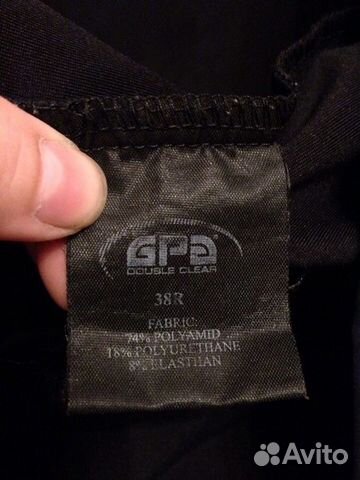 GPA
DOUBLE CLEAR
38R
FABRIC:
74% POLYAMID
18% POLYURETHANE
8% ELASTHAN
Avito